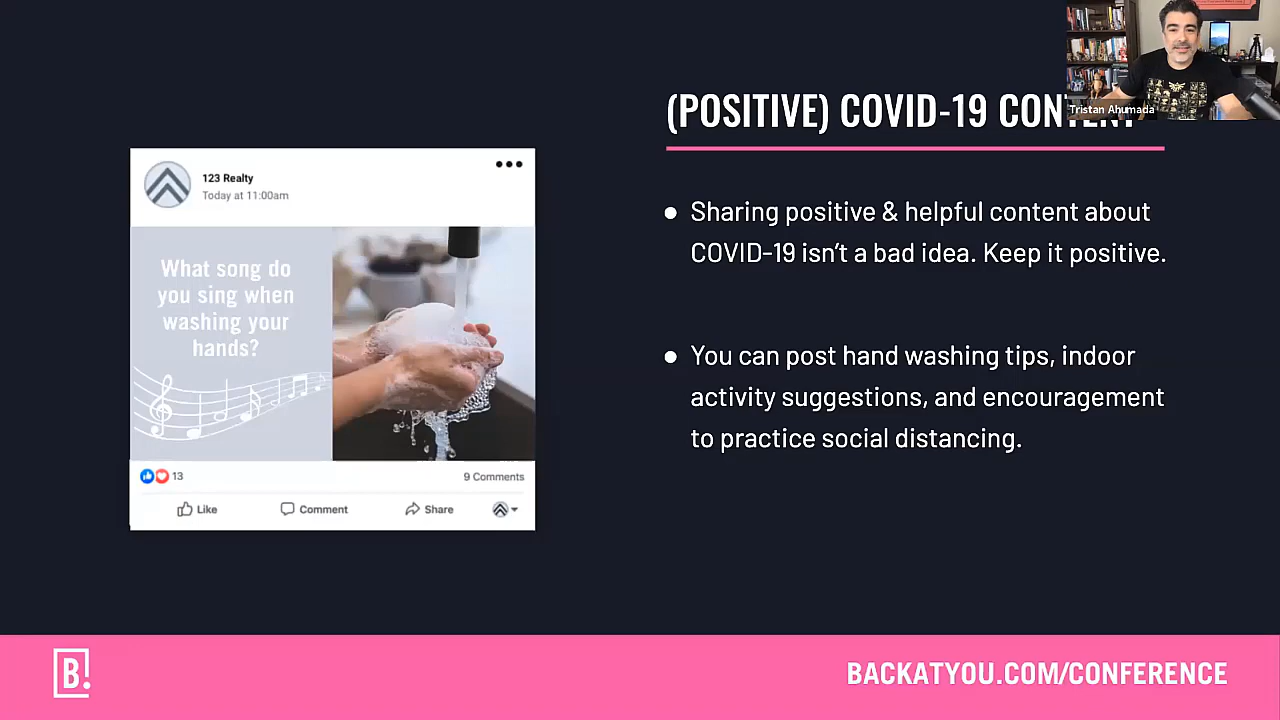 Tristan Ahumada
(POSITIVE) COVID-19 CONTENT
123 Realty
Today at 11:00am
What song do
you sing when
washing your
hands?
13
9 Comments
Like
Comment
Share
● Sharing positive & helpful content about
COVID-19 isn't a bad idea. Keep it positive.
● You can post hand washing tips, indoor
activity suggestions, and encouragement
to practice social distancing.
B!
BACKATYOU.COM/CONFERENCE